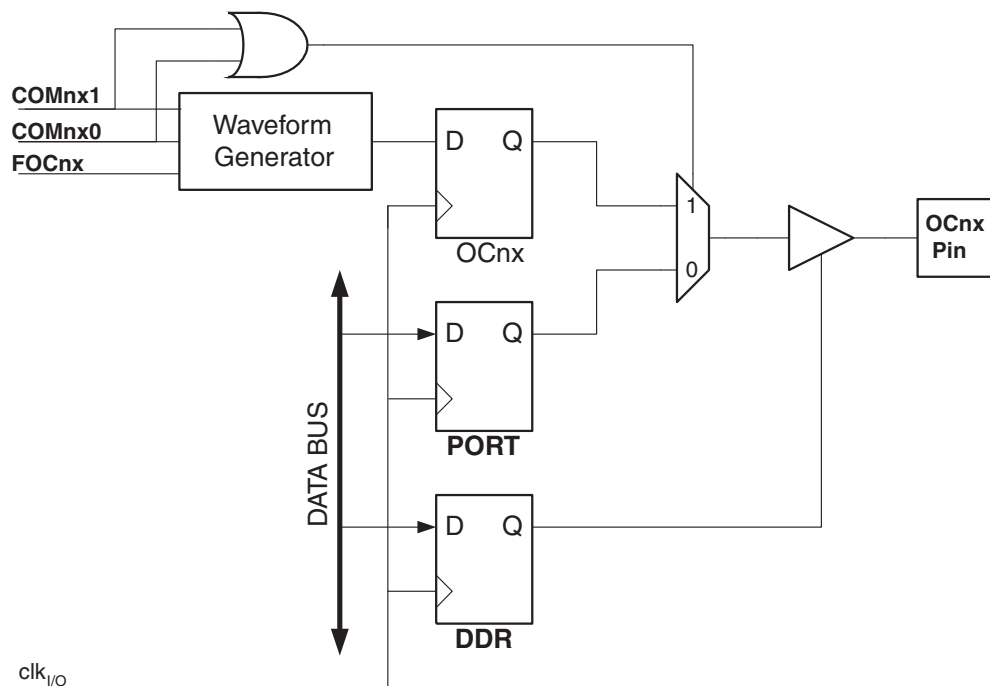 COMnx1
COMnx0
FOCnx
Waveform
Generator
D Q
OCnx
1
0
OCnx
Pin
D Q
PORT
DATA BUS
D Q
DDR
clkI/O